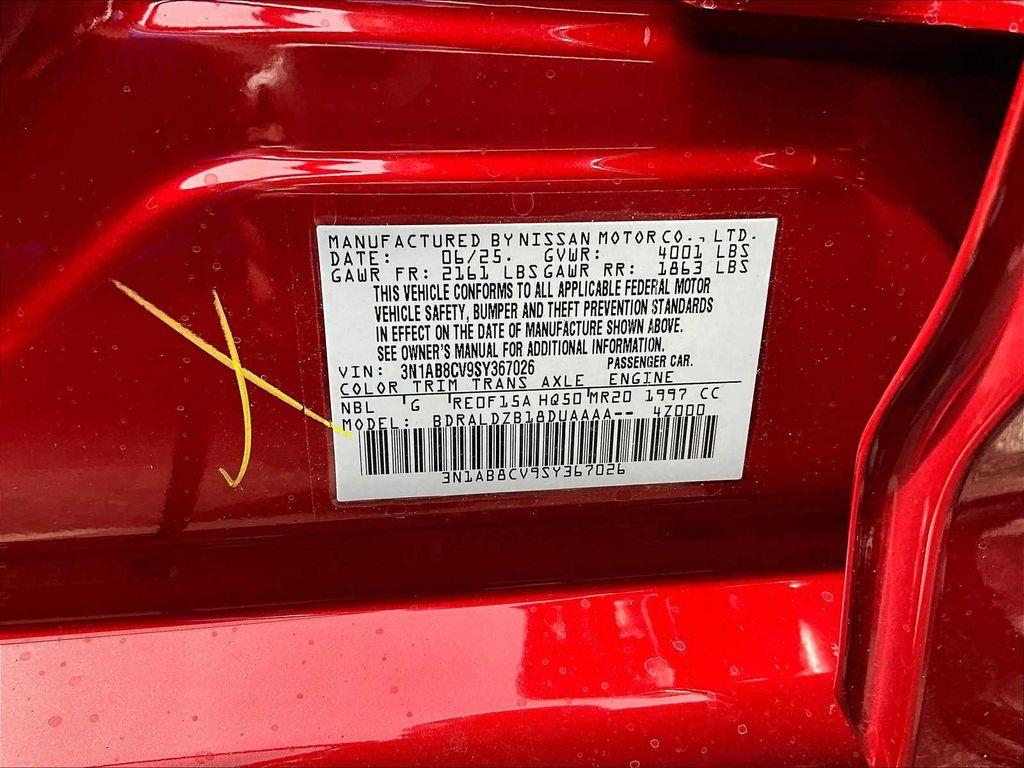 MANUFACTURED BY NISSAN MOTOR CO., LTD.
DATE: 06/25. GVWR: 4001 LBS
GAWR FR: 2161 LBS GAWR RR: 1863 LBS
THIS VEHICLE CONFORMS TO ALL APPLICABLE FEDERAL MOTOR
VEHICLE SAFETY, BUMPER AND THEFT PREVENTION STANDARDS
IN EFFECT ON THE DATE OF MANUFACTURE SHOWN ABOVE.
SEE OWNER'S MANUAL FOR ADDITIONAL INFORMATION.
VIN: 3N1AB8CV9SY367026 PASSENGER CAR.
COLOR TRIM TRANS AXLE ENGINE
NBL G RE0F15A HQ50 MR20 1997 CC
MODEL: BDRALDZB18DUAAAA-- 4Z000
3N1AB8CV9SY367026